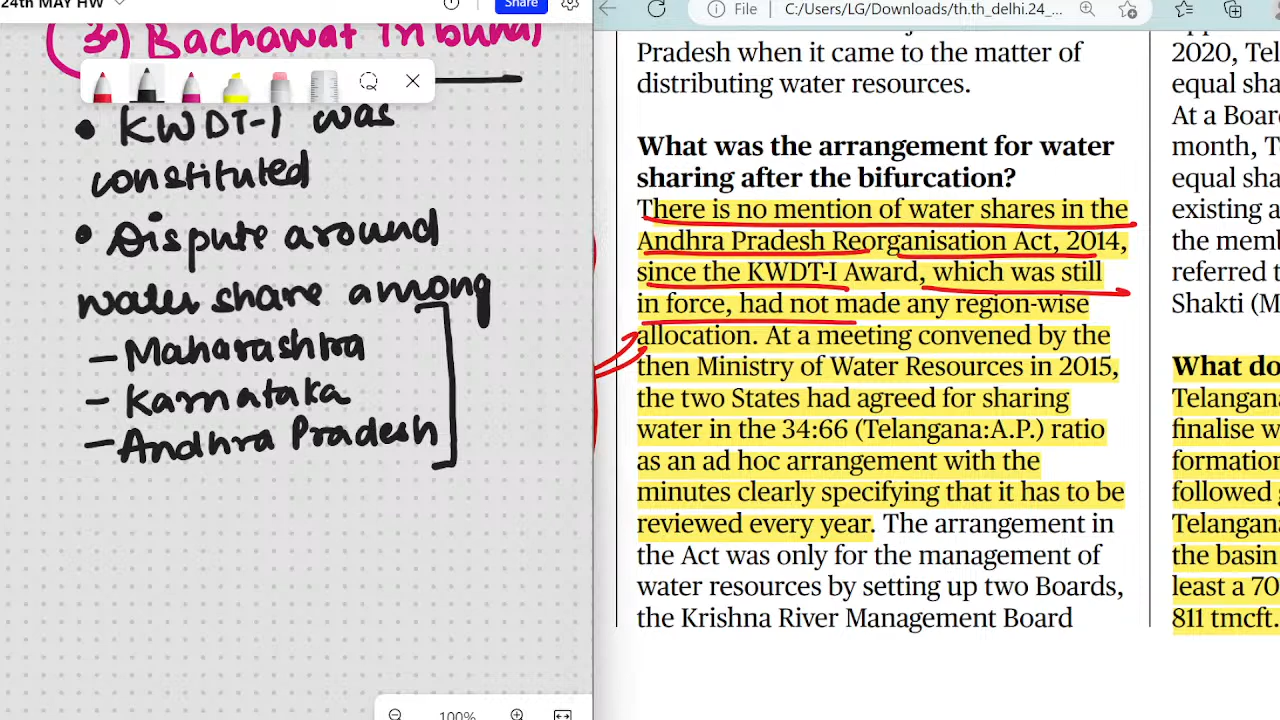 24TH MAY HW
Share
3.) Bachawat Tribunal
• KWDT-I was
constituted
• Dispute around
water share among
- Maharashtra
- Karnataka
- Andhra Pradesh
100%
File
C:/Users/LG/Downloads/th.th_delhi.24_...
Pradesh when it came to the matter of
distributing water resources.
What was the arrangement for water
sharing after the bifurcation?
There is no mention of water shares in the
Andhra Pradesh Reorganisation Act, 2014,
since the KWDT-I Award, which was still
in force, had not made any region-wise
allocation. At a meeting convened by the
then Ministry of Water Resources in 2015,
the two States had agreed for sharing
water in the 34:66 (Telangana:A.P.) ratio
as an ad hoc arrangement with the
minutes clearly specifying that it has to be
reviewed every year. The arrangement in
the Act was only for the management of
water resources by setting up two Boards,
the Krishna River Management Board
2020, Tel
equal sha
At a Board
month, Te
equal sha
existing a
the memb
referred t
Shakti (M
What do
Telangana
finalise w
formation
followed
Telangana
the basin
least a 70
811 tmcft.